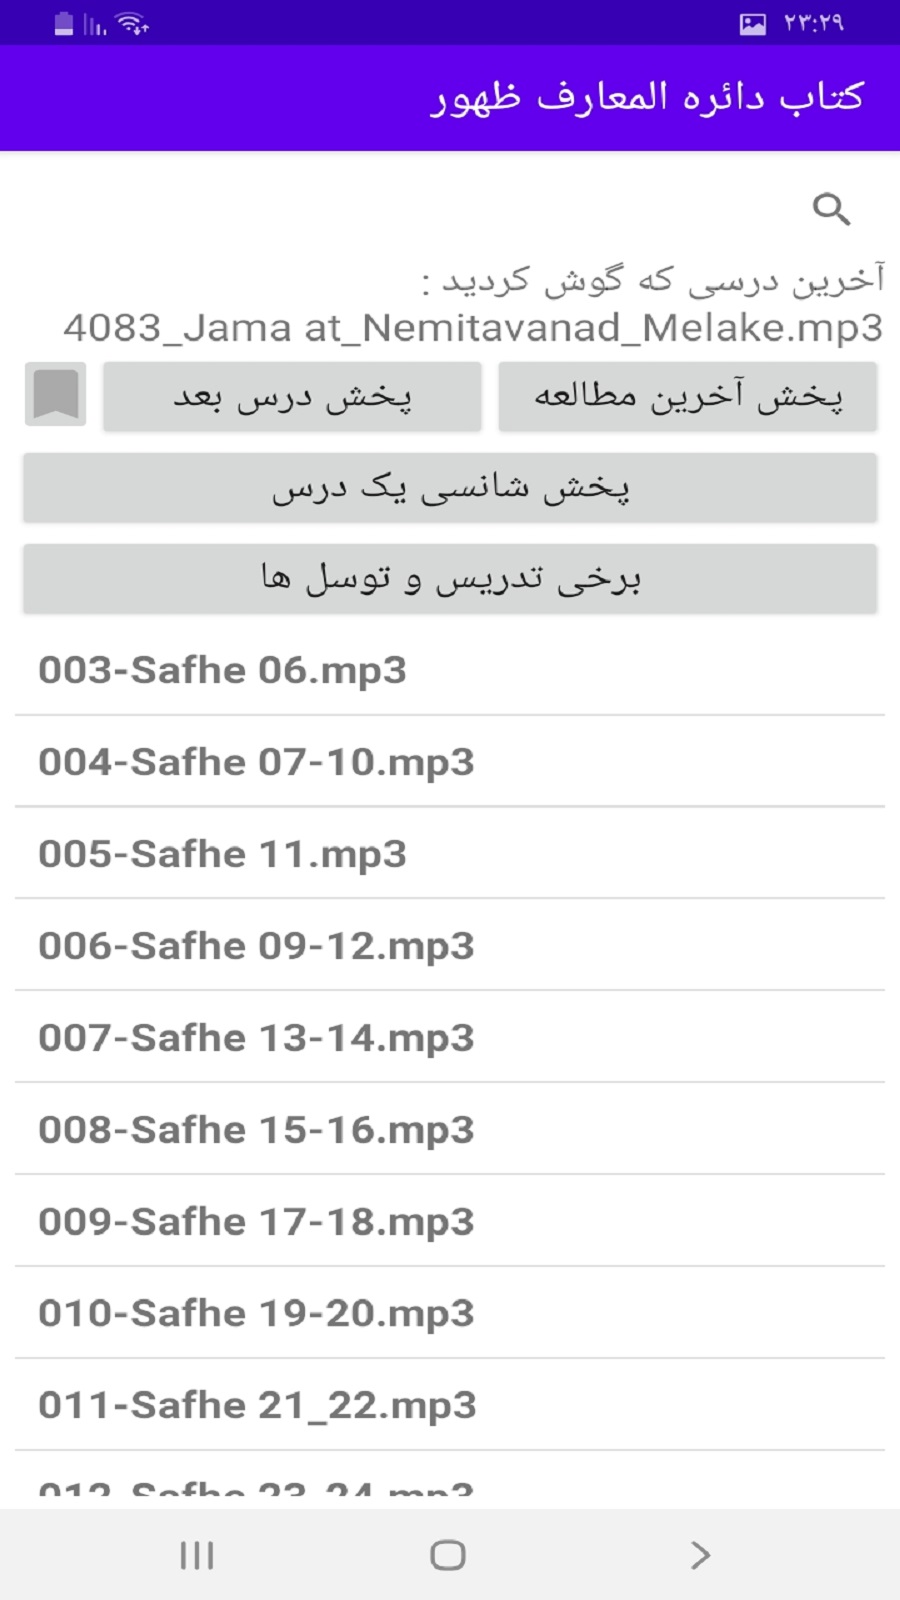 ۲۳:۲۹
کتاب دائره المعارف ظهور
آخرین درسی که گوش کردید :
4083_Jama at_Nemitavanad_Melake.mp3
پخش آخرین مطالعه
پخش درس بعد
پخش شانسی یک درس
برخی تدریس و توسل ها
003-Safhe 06.mp3
004-Safhe 07-10.mp3
005-Safhe 11.mp3
006-Safhe 09-12.mp3
007-Safhe 13-14.mp3
008-Safhe 15-16.mp3
009-Safhe 17-18.mp3
010-Safhe 19-20.mp3
011-Safhe 21_22.mp3